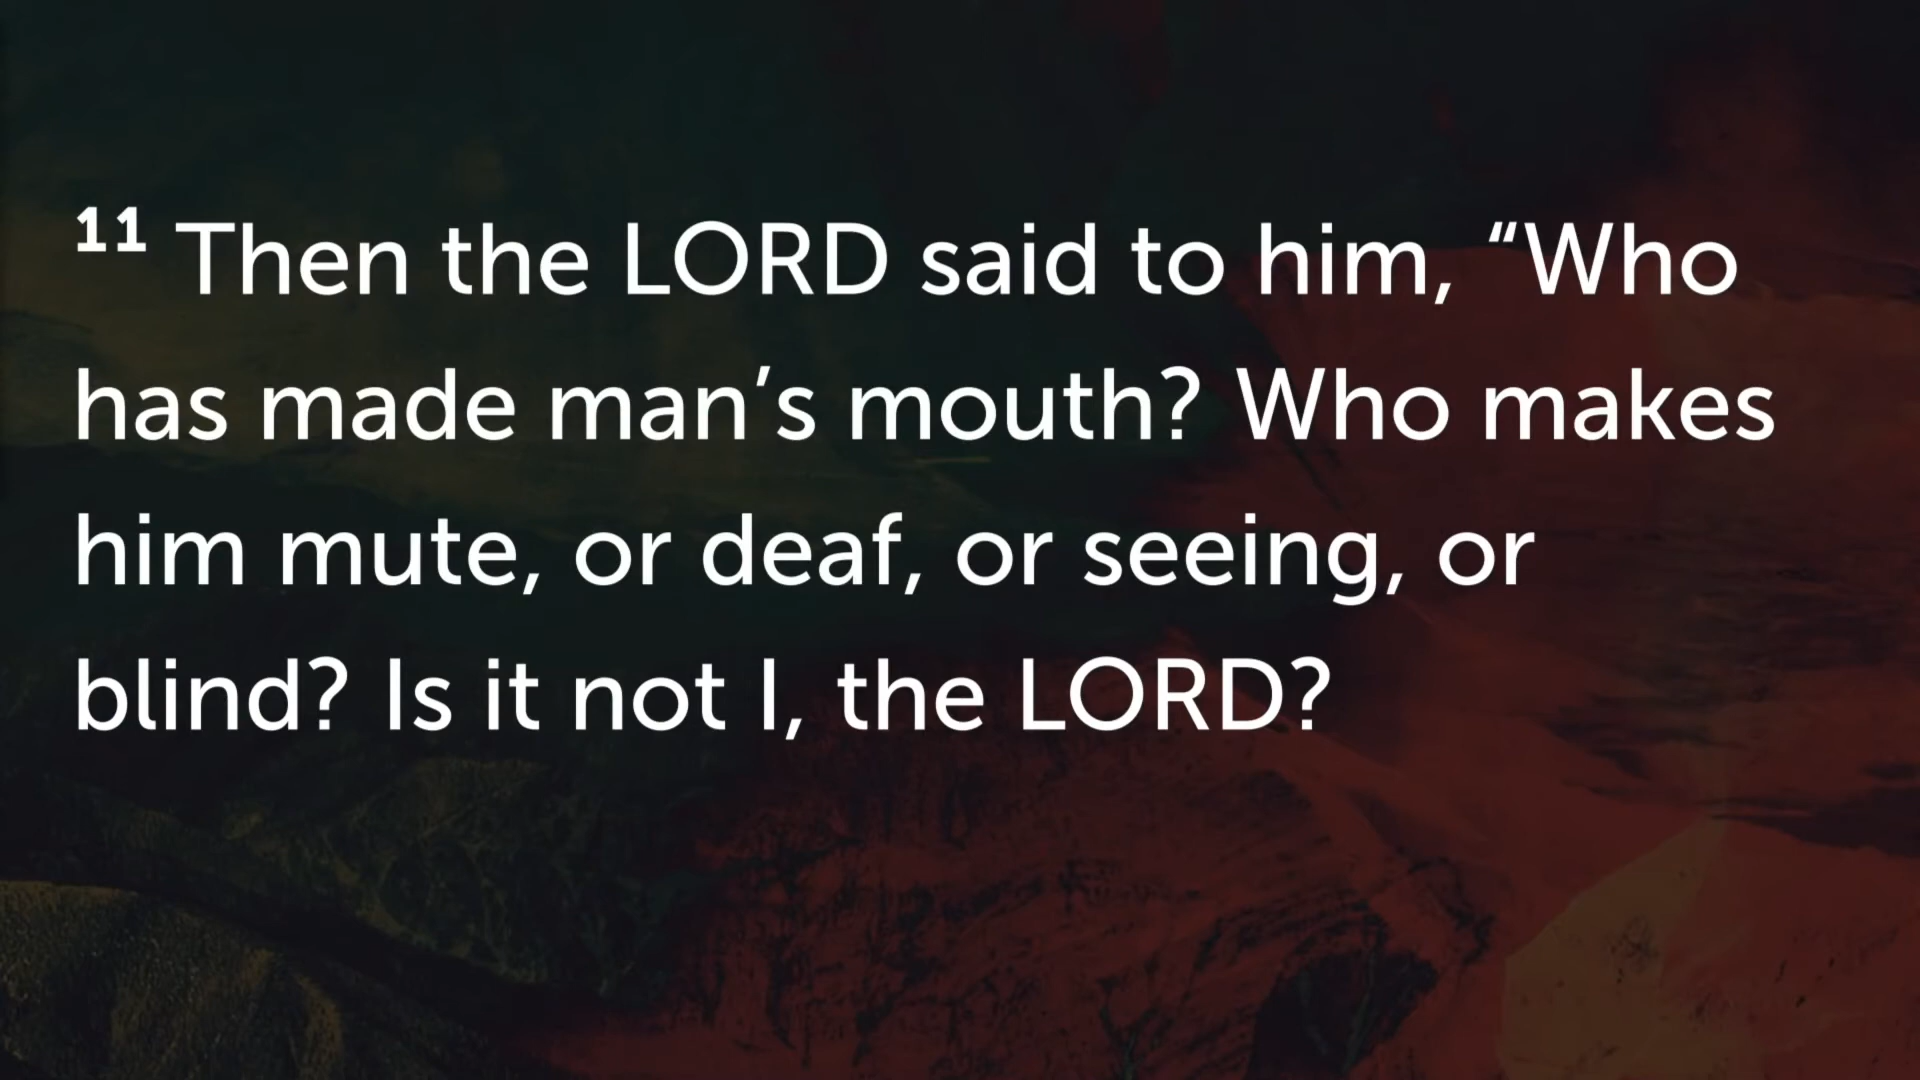 11 Then the LORD said to him, “Who
has made man’s mouth? Who makes
him mute, or deaf, or seeing, or
blind? Is it not I, the LORD?